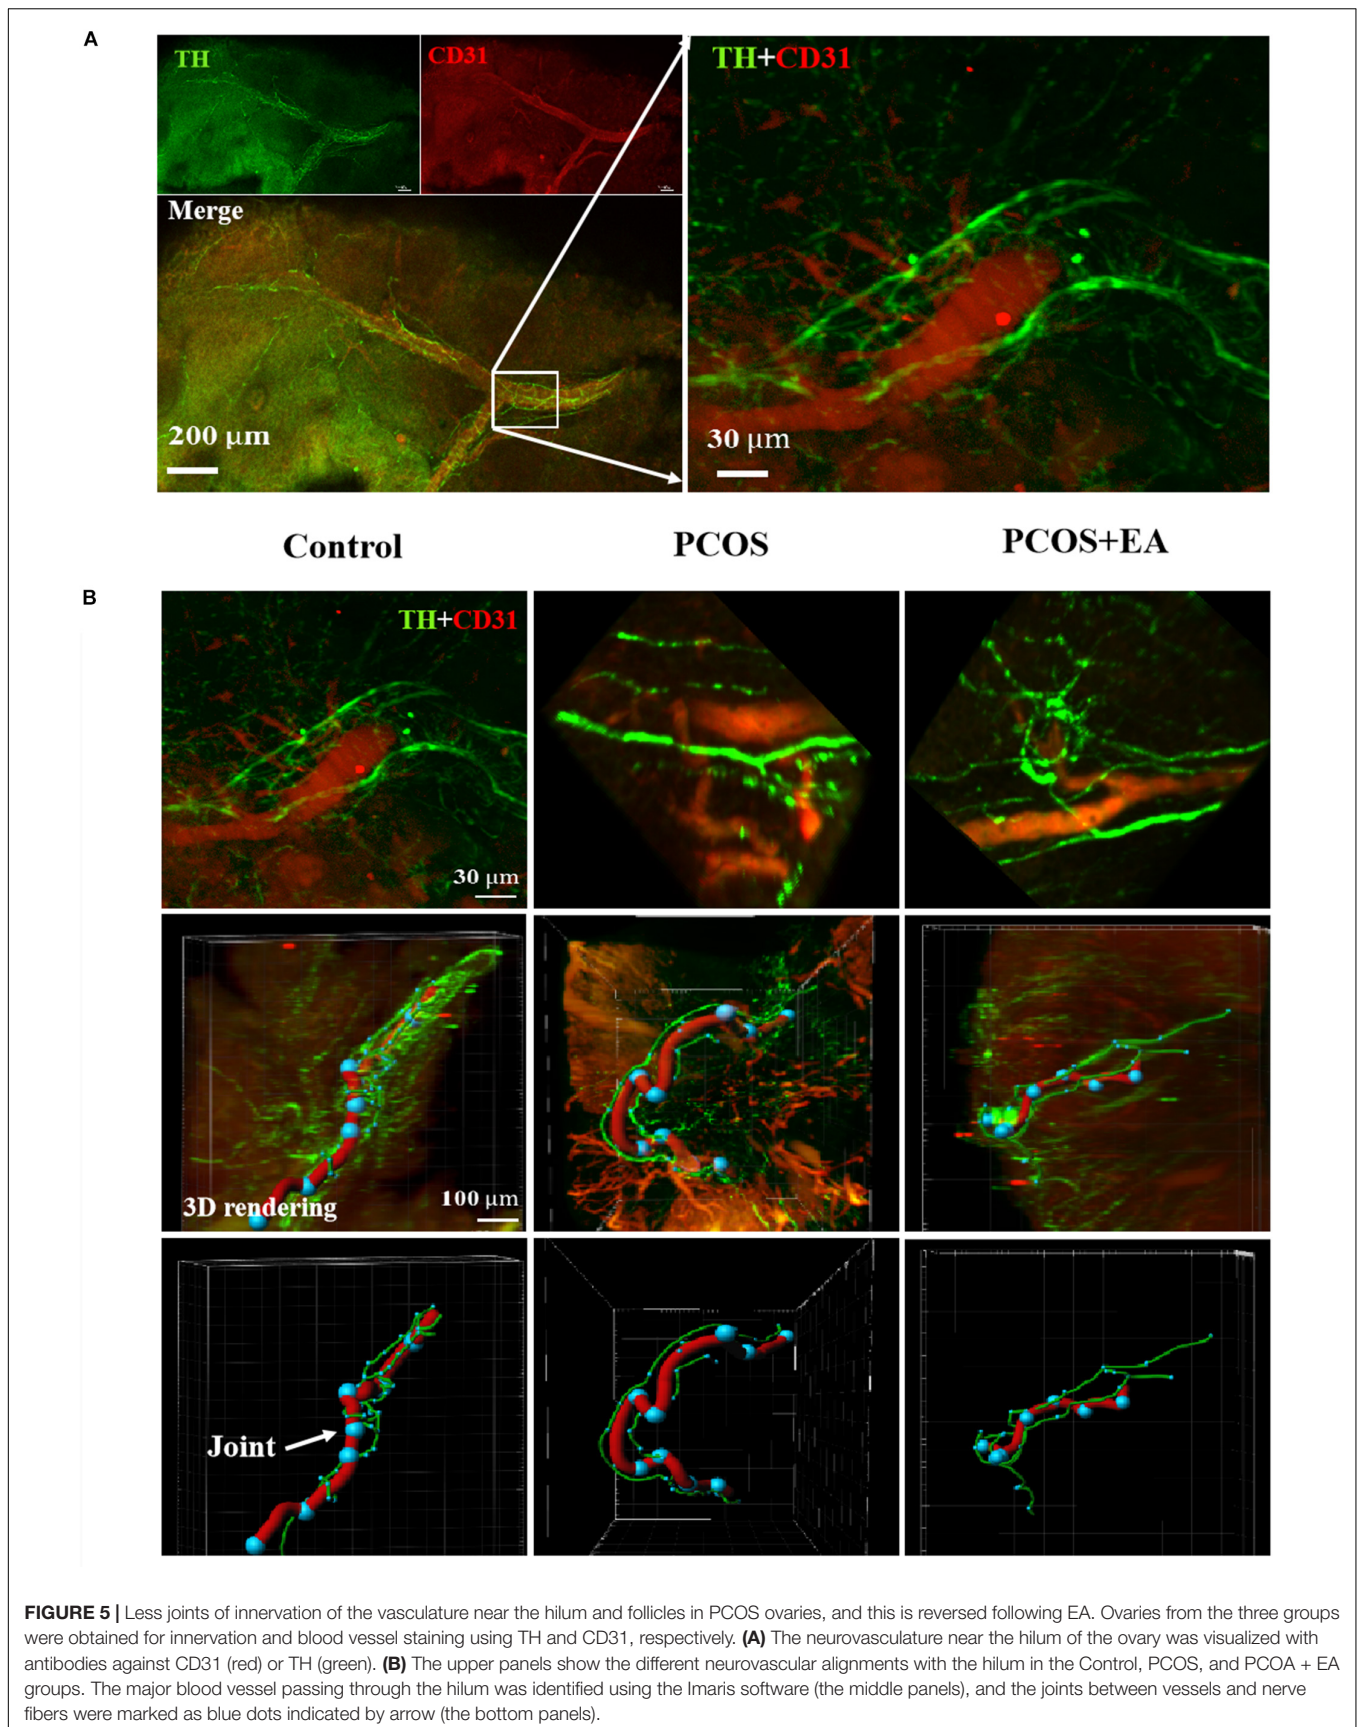 A
TH
CD31
TH+CD31
Merge
200 µm
30 µm
Control
PCOS
PCOS+EA
B
TH+CD31
30 µm
3D rendering
100 µm
Joint
FIGURE 5 | Less joints of innervation of the vasculature near the hilum and follicles in PCOS ovaries, and this is reversed following EA. Ovaries from the three groups
were obtained for innervation and blood vessel staining using TH and CD31, respectively. (A) The neurovasculature near the hilum of the ovary was visualized with
antibodies against CD31 (red) or TH (green). (B) The upper panels show the different neurovascular alignments with the hilum in the Control, PCOS, and PCOA + EA
groups. The major blood vessel passing through the hilum was identified using the Imaris software (the middle panels), and the joints between vessels and nerve
fibers were marked as blue dots indicated by arrow (the bottom panels).